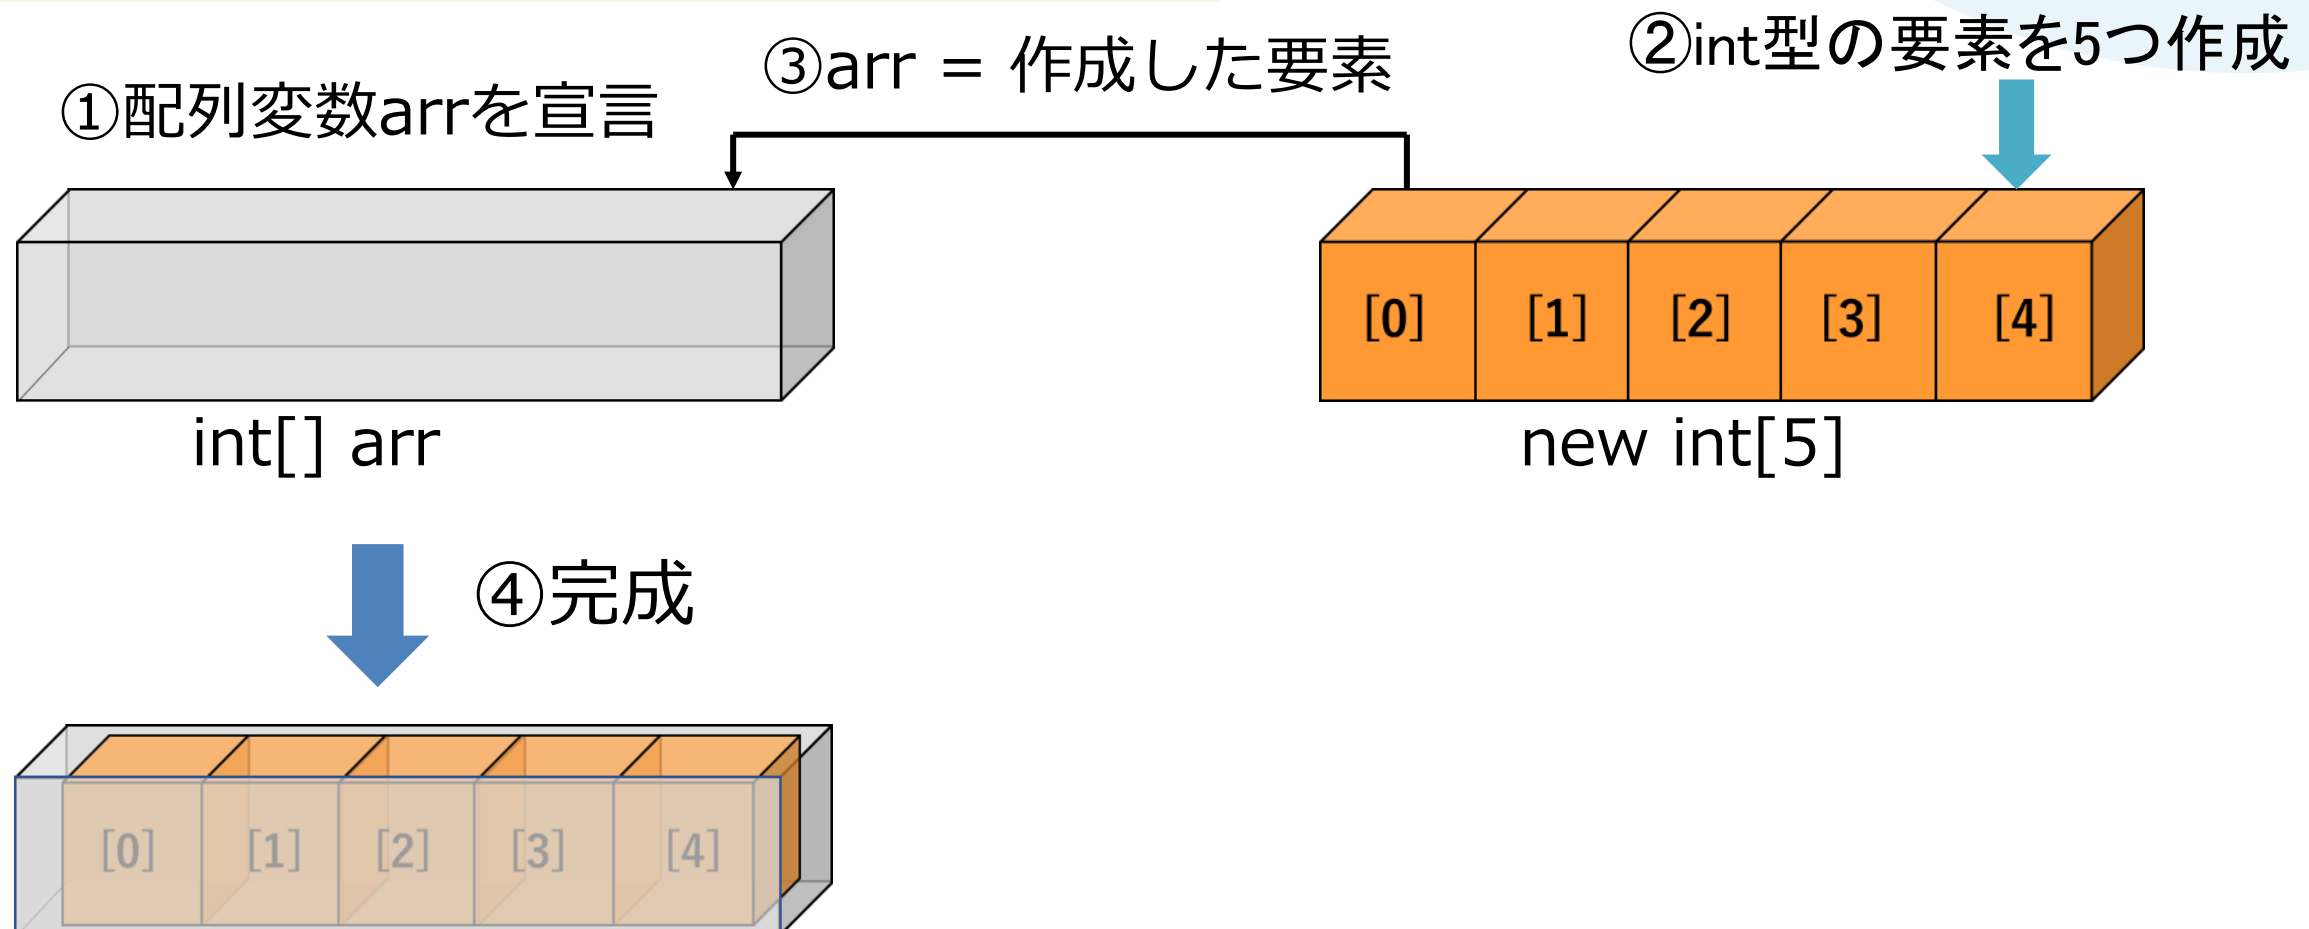 ①配列変数arrを宣言
③arr = 作成した要素
②int型の要素を5つ作成
[0] [1] [2] [3] [4]
int[] arr
new int[5]
④完成
[0] [1] [2] [3] [4]